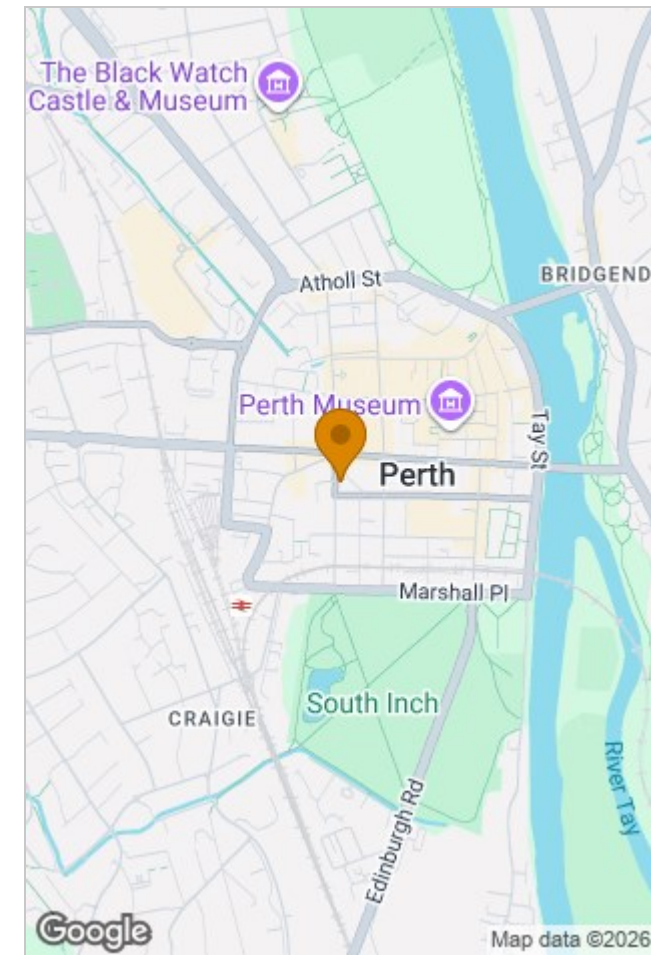 The Black Watch
Castle & Museum
Atholl St
BRIDGEND
Perth Museum
Tay St
Perth
Marshall Pl
South Inch
CRAIGIE
River Tay
Edinburgh Rd
Google
Map data ©2026